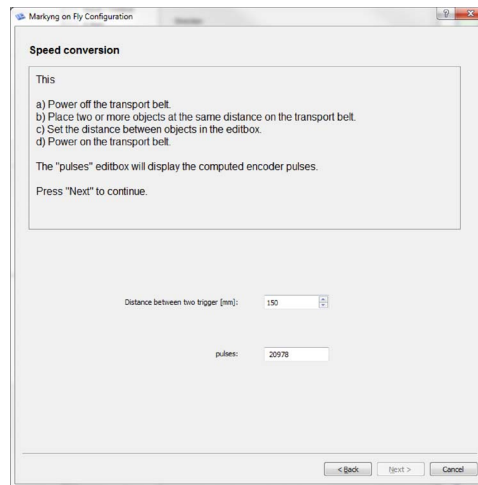 Markyng on Fly Configuration
Speed conversion
This
a) Power off the transport belt.
b) Place two or more objects at the same distance on the transport belt.
c) Set the distance between objects in the editbox.
d) Power on the transport belt.
The "pulses" editbox will display the computed encoder pulses.
Press "Next" to continue.
Distance between two trigger [mm]: 150
pulses: 20978
< Back Next > Cancel